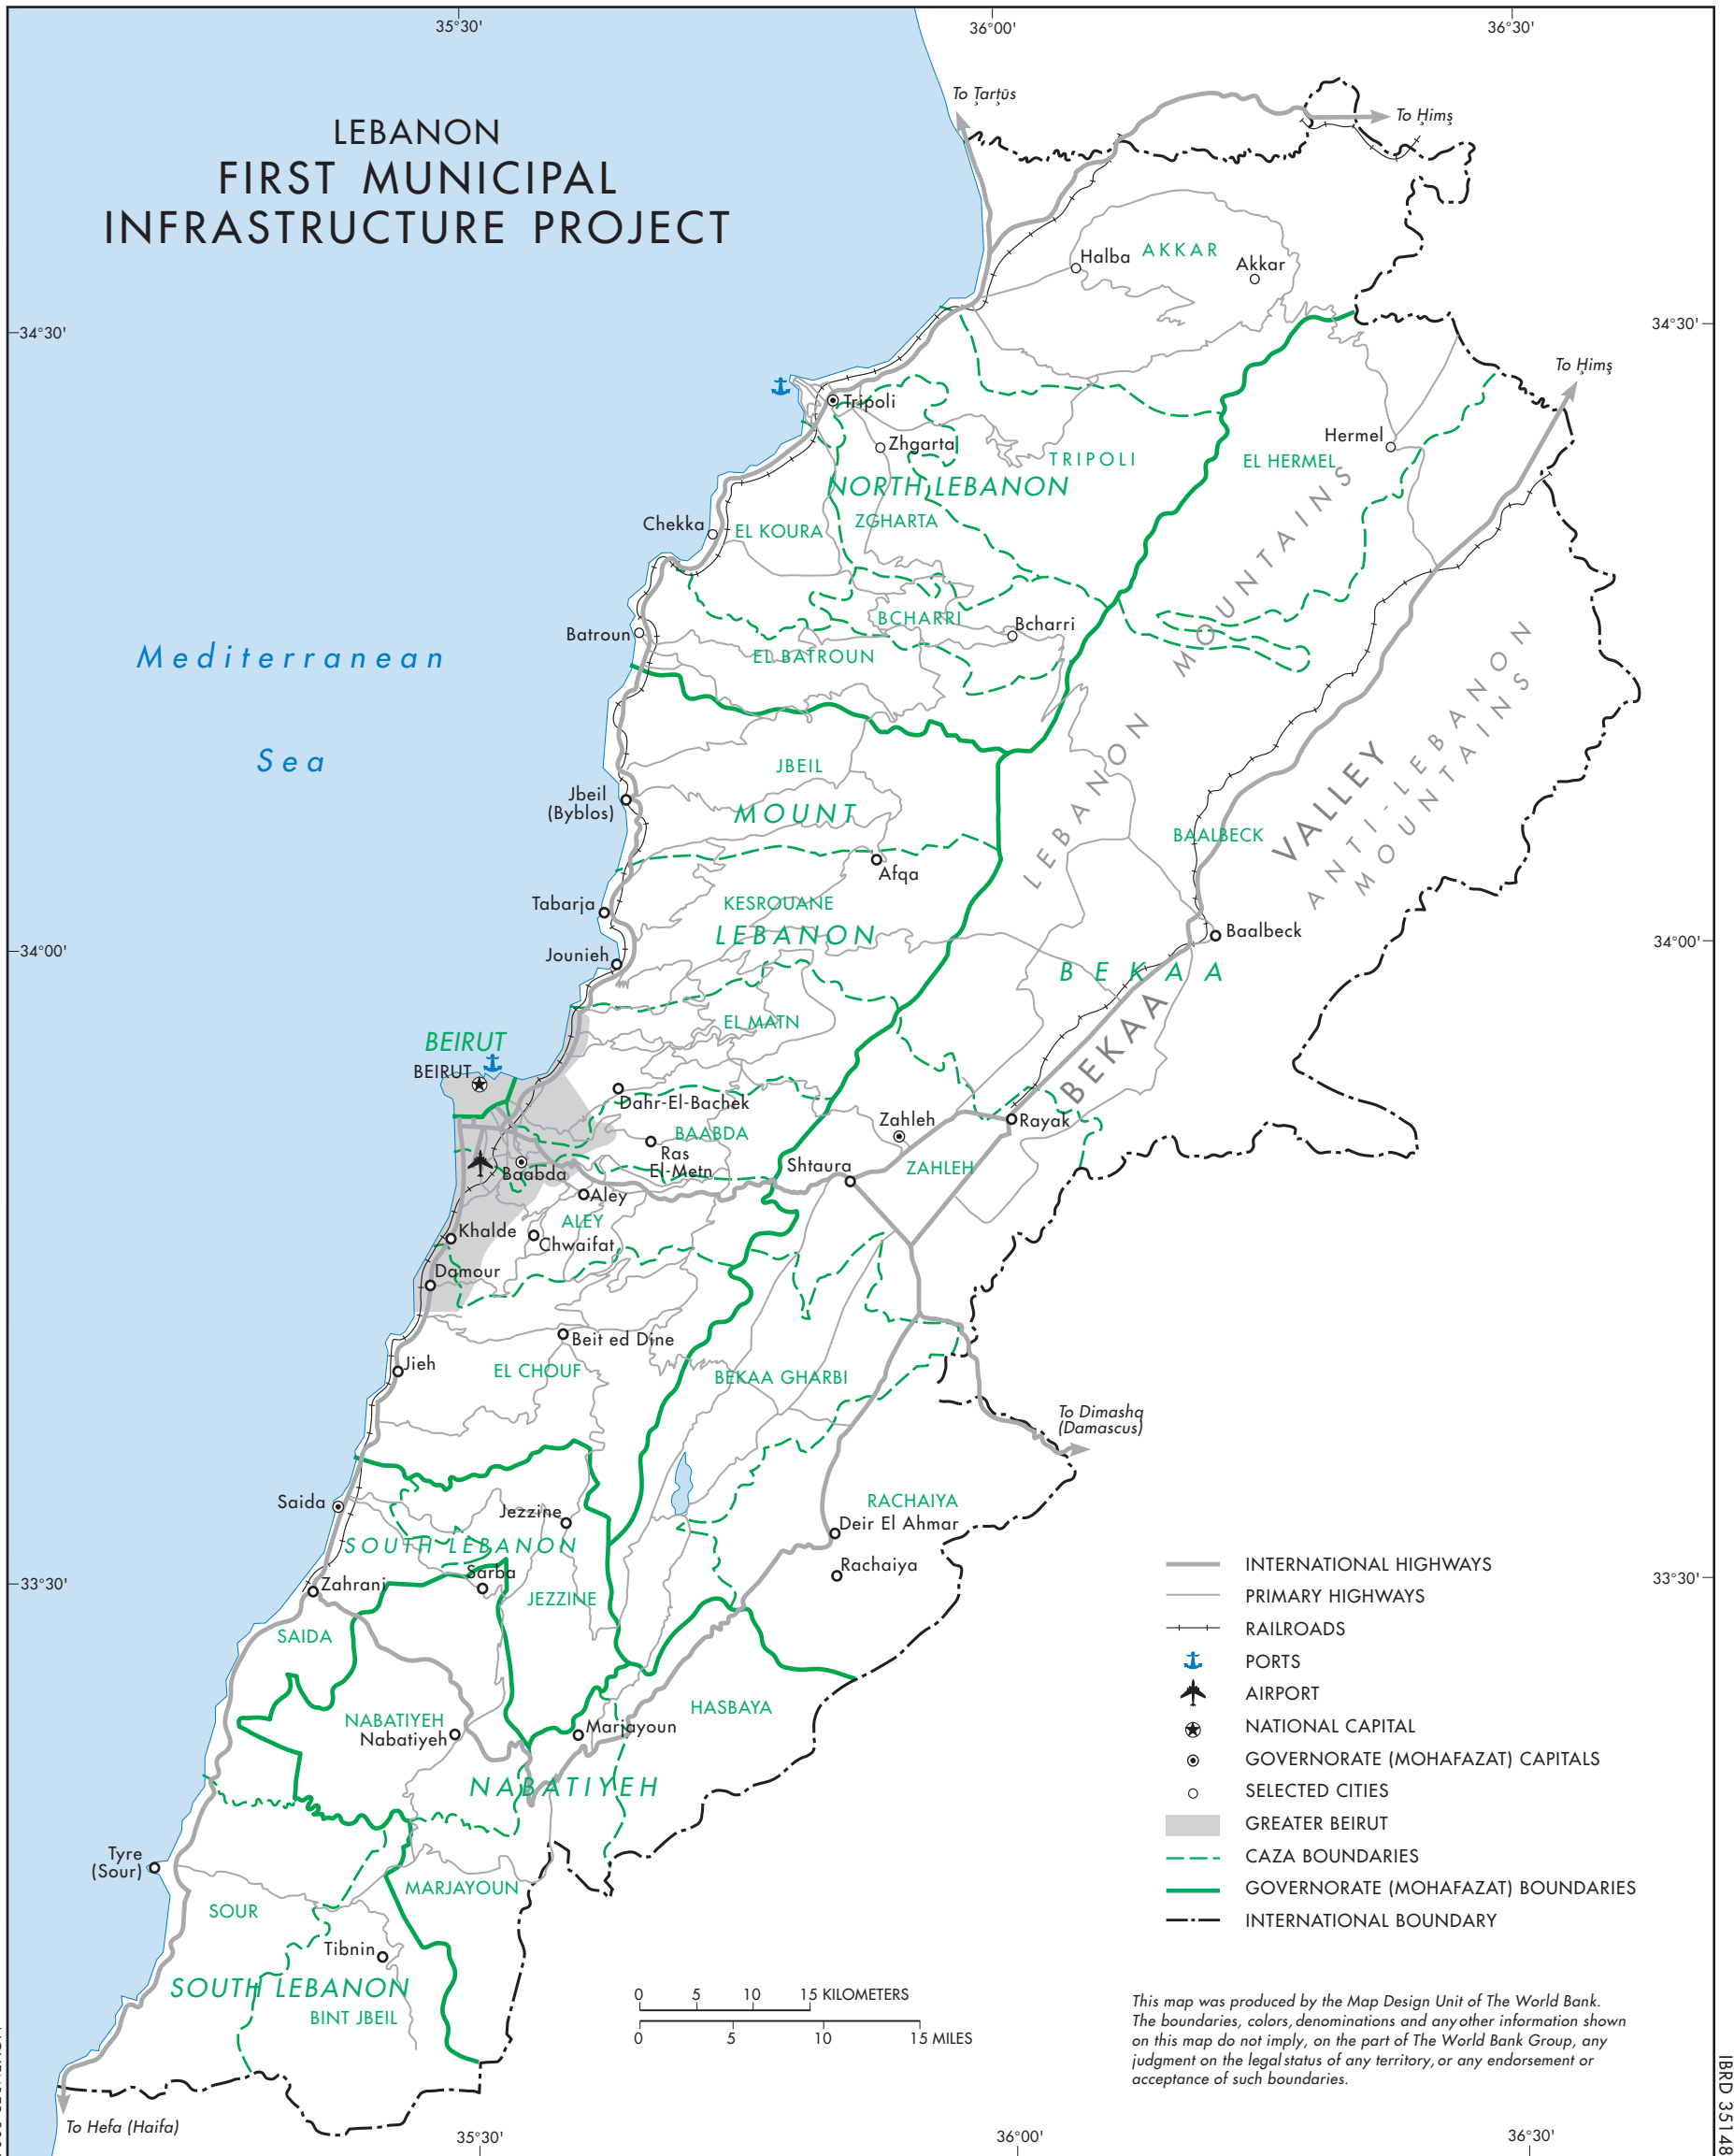 35°30'
36°00'
36°30'
To Ţarţūs
To Ḩimş
LEBANON
FIRST MUNICIPAL
INFRASTRUCTURE PROJECT
Halba
AKKAR
Akkar
34°30'
34°30'
To Ḩimş
Tripoli
Zhgartal
Hermel
TRIPOLI
EL HERMEL
NORTH LEBANON
Chekka
EL KOURA
ZGHARTA
BCHARRI
Bcharri
Batroun
EL BATROUN
Mediterranean
Sea
LEBANON MOUNTAINS
ANTI-LEBANON
MOUNTAINS
JBEIL
Jbeil
(Byblos)
MOUNT
BAALBECK
VALLEY
Afqa
Tabarja
KESROUANE
LEBANON
Baalbeck
34°00'
34°00'
Jounieh
BEKAA
BEKAA
EL MATN
BEIRUT
BEIRUT
Dahr-El-Bachek
Zahleh
Rayak
BAABDA
Ras
El-Metn
Shtaura
ZAHLEH
Baabda
Aley
ALEY
Khalde
Chwaifat
Damour
Beit ed Dine
Jieh
EL CHOUF
BEKAA GHARBI
To Dimashq
(Damascus)
Saida
Jezzine
RACHAIYA
Deir El Ahmar
SOUTH LEBANON
Sarba
Rachaiya
33°30'
33°30'
Zahrani
JEZZINE
SAIDA
HASBAYA
NABATIYEH
Nabatiyeh
Marjayoun
NABATIYEH
Tyre
(Sour)
MARJAYOUN
SOUR
Tibnin
SOUTH LEBANON
BINT JBEIL
To Hefa (Haifa)
INTERNATIONAL HIGHWAYS
PRIMARY HIGHWAYS
RAILROADS
PORTS
AIRPORT
NATIONAL CAPITAL
GOVERNORATE (MOHAFAZAT) CAPITALS
SELECTED CITIES
GREATER BEIRUT
CAZA BOUNDARIES
GOVERNORATE (MOHAFAZAT) BOUNDARIES
INTERNATIONAL BOUNDARY
0 5 10 15 KILOMETERS
0 5 10 15 MILES
This map was produced by the Map Design Unit of The World Bank.
The boundaries, colors, denominations and any other information shown
on this map do not imply, on the part of The World Bank Group, any
judgment on the legal status of any territory, or any endorsement or
acceptance of such boundaries.
IBRD 35148
35°30'
36°00'
36°30'